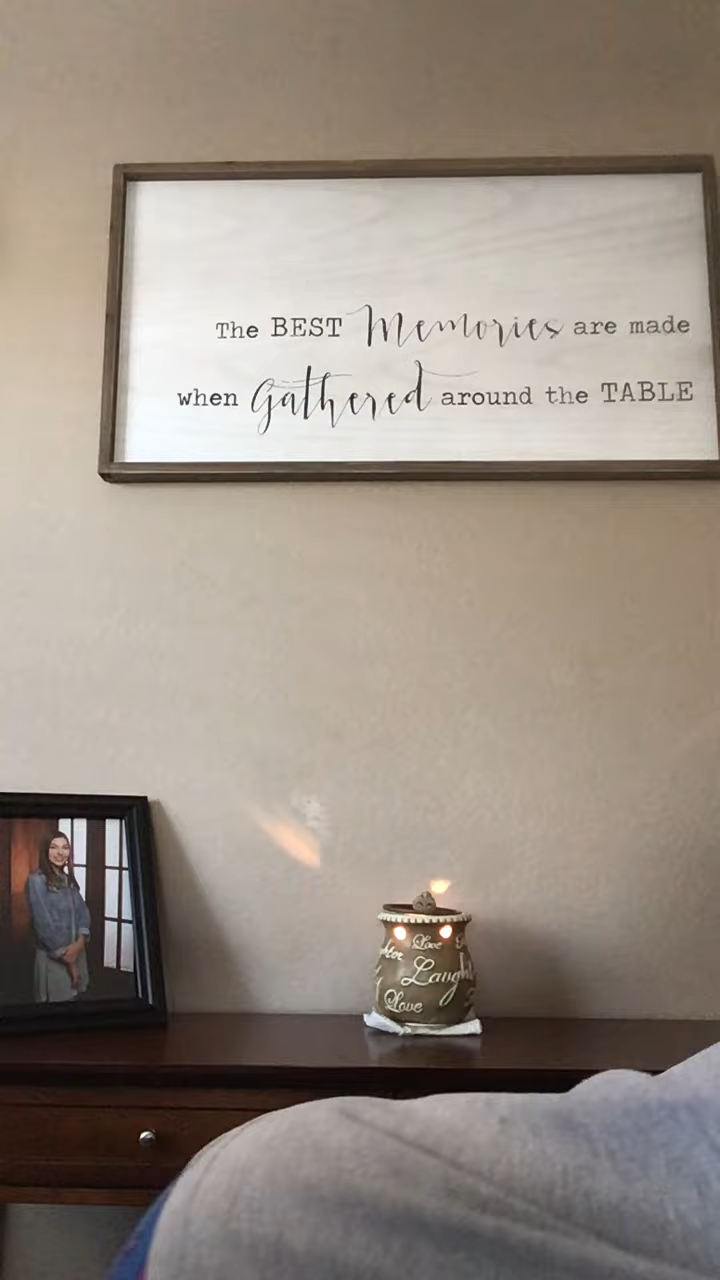 The BEST Memories are made
when Gathered around the TABLE
Love
Laugh
Love